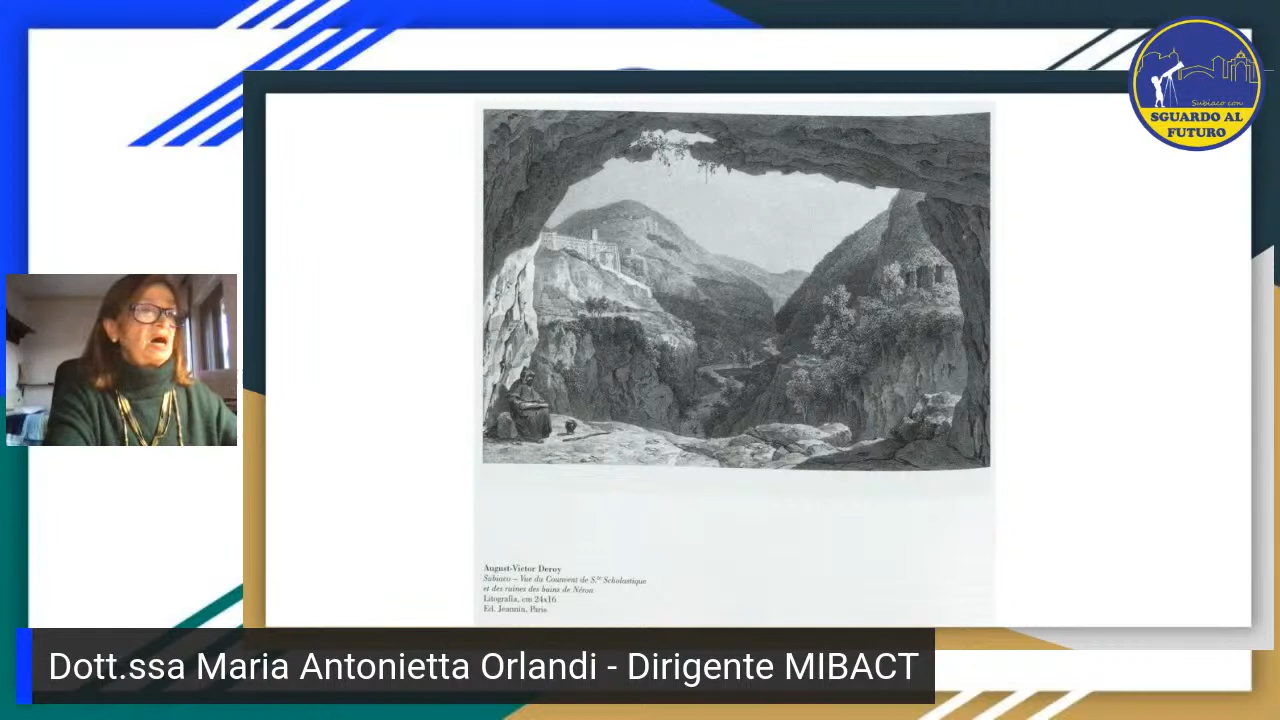 Subiaco con
SGUARDO AL
FUTURO
August-Victor Deroy
Subiaco – Vue du Couvent de S.te Scholastique
et des ruines des bains de Néron
Litografia, cm 24x16
Ed. Jeannin, Paris
Dott.ssa Maria Antonietta Orlandi - Dirigente MIBACT